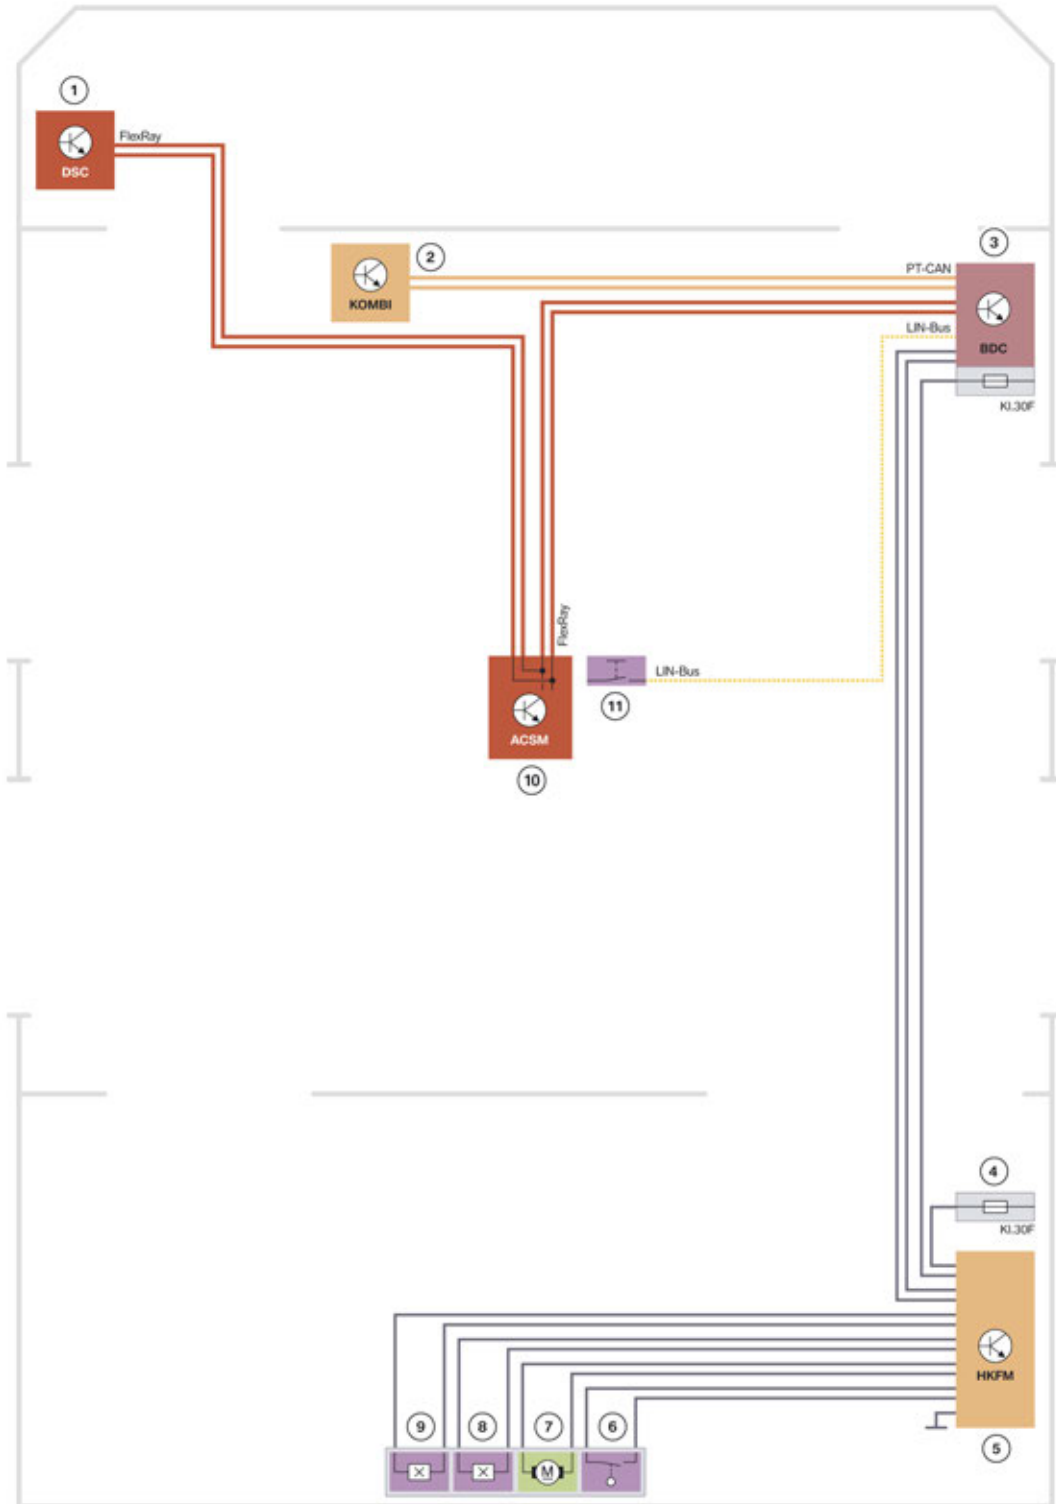 1
FlexRay
DSC
3
2
PT-CAN
KOMBI
LIN-Bus
BDC
Kl.30F
FlexRay
LIN-Bus
11
ACSM
10
4
Kl.30F
HKFM
9
8
7
6
5
M